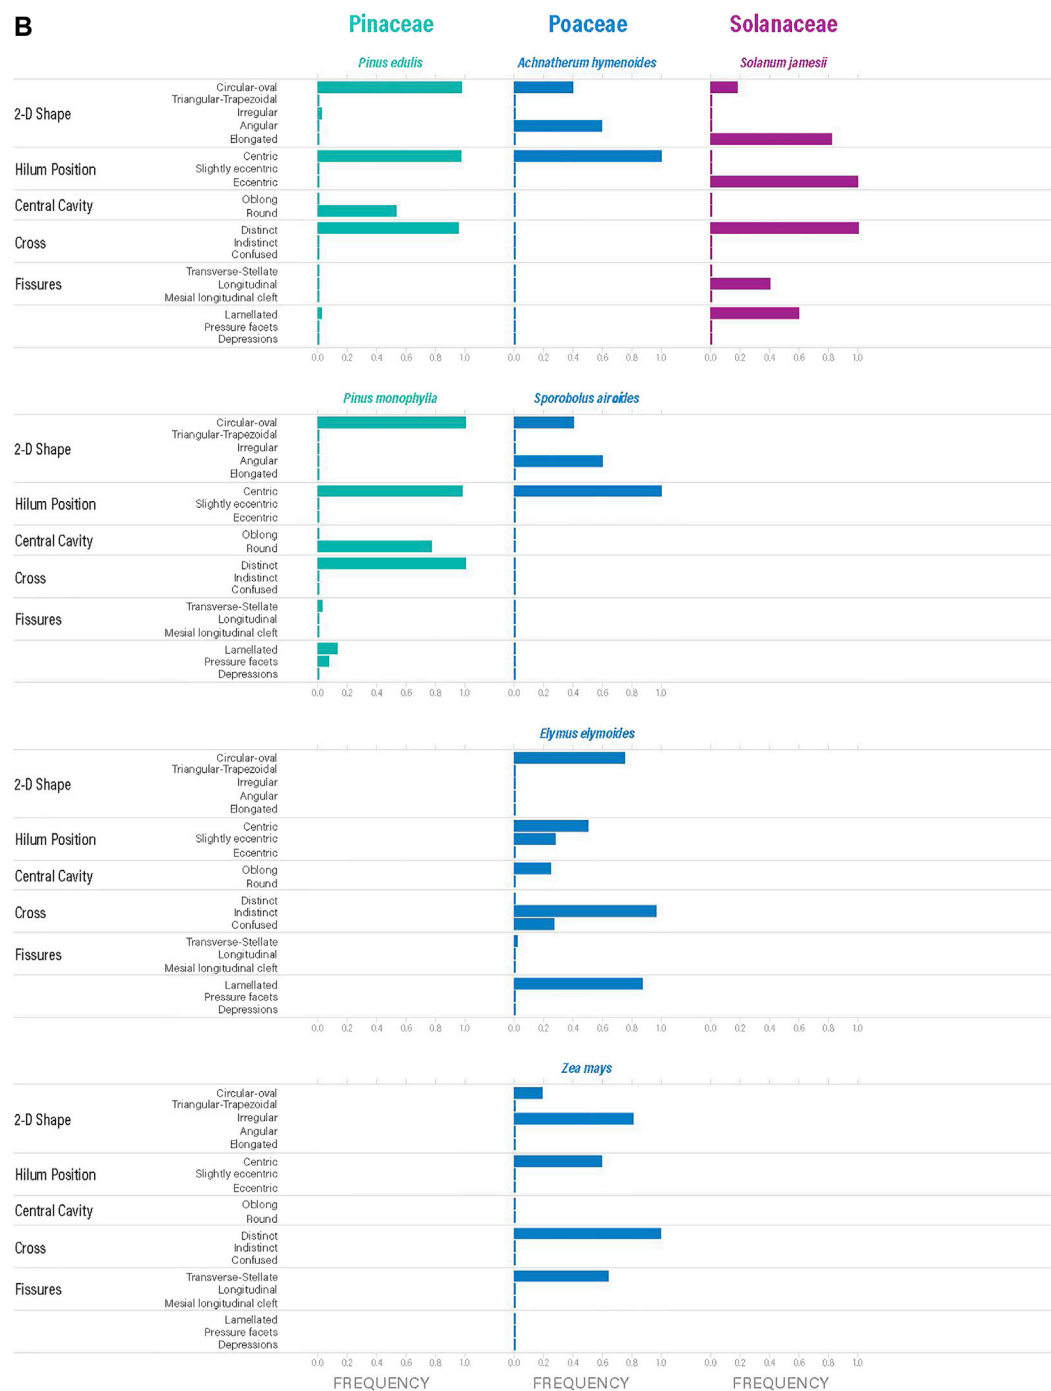 B
Pinaceae Poaceae Solanaceae
Pinus edulis Achnatherum hymenoides Solanum jamesii
2-D Shape
Circular-oval
Triangular-Trapezoidal
Irregular
Angular
Elongated
Hilum Position
Centric
Slightly eccentric
Eccentric
Central Cavity
Oblong
Round
Cross
Distinct
Indistinct
Confused
Fissures
Transverse-Stellate
Longitudinal
Mesial longitudinal cleft
Lamellated
Pressure facets
Depressions
0.0 0.2 0.4 0.6 0.8 1.0 0.0 0.2 0.4 0.6 0.8 1.0 0.0 0.2 0.4 0.6 0.8 1.0
Pinus monophylla Sporobolus airoides
2-D Shape
Circular-oval
Triangular-Trapezoidal
Irregular
Angular
Elongated
Hilum Position
Centric
Slightly eccentric
Eccentric
Central Cavity
Oblong
Round
Cross
Distinct
Indistinct
Confused
Fissures
Transverse-Stellate
Longitudinal
Mesial longitudinal cleft
Lamellated
Pressure facets
Depressions
0.0 0.2 0.4 0.6 0.8 1.0 0.0 0.2 0.4 0.6 0.8 1.0
Elymus elymoides
2-D Shape
Circular-oval
Triangular-Trapezoidal
Irregular
Angular
Elongated
Hilum Position
Centric
Slightly eccentric
Eccentric
Central Cavity
Oblong
Round
Cross
Distinct
Indistinct
Confused
Fissures
Transverse-Stellate
Longitudinal
Mesial longitudinal cleft
Lamellated
Pressure facets
Depressions
0.0 0.2 0.4 0.6 0.8 1.0 0.0 0.2 0.4 0.6 0.8 1.0 0.0 0.2 0.4 0.6 0.8 1.0
Zea mays
2-D Shape
Circular-oval
Triangular-Trapezoidal
Irregular
Angular
Elongated
Hilum Position
Centric
Slightly eccentric
Eccentric
Central Cavity
Oblong
Round
Cross
Distinct
Indistinct
Confused
Fissures
Transverse-Stellate
Longitudinal
Mesial longitudinal cleft
Lamellated
Pressure facets
Depressions
0.0 0.2 0.4 0.6 0.8 1.0 0.0 0.2 0.4 0.6 0.8 1.0 0.0 0.2 0.4 0.6 0.8 1.0
FREQUENCY FREQUENCY FREQUENCY